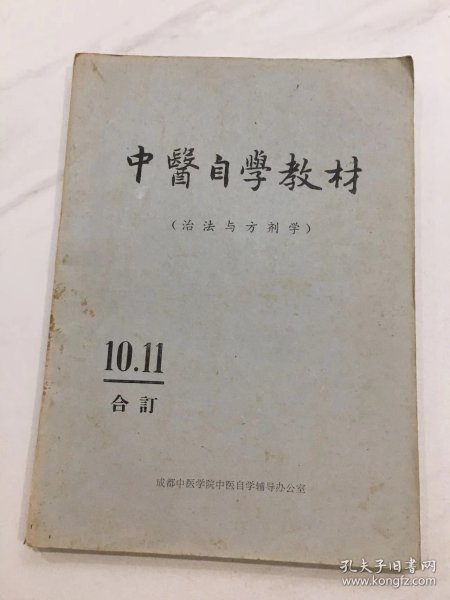 中醫自學教材
(治法与方剂学)
10.11
合訂
成都中医学院中医自学辅导办公室
孔夫子旧书网
www.kongfz.com